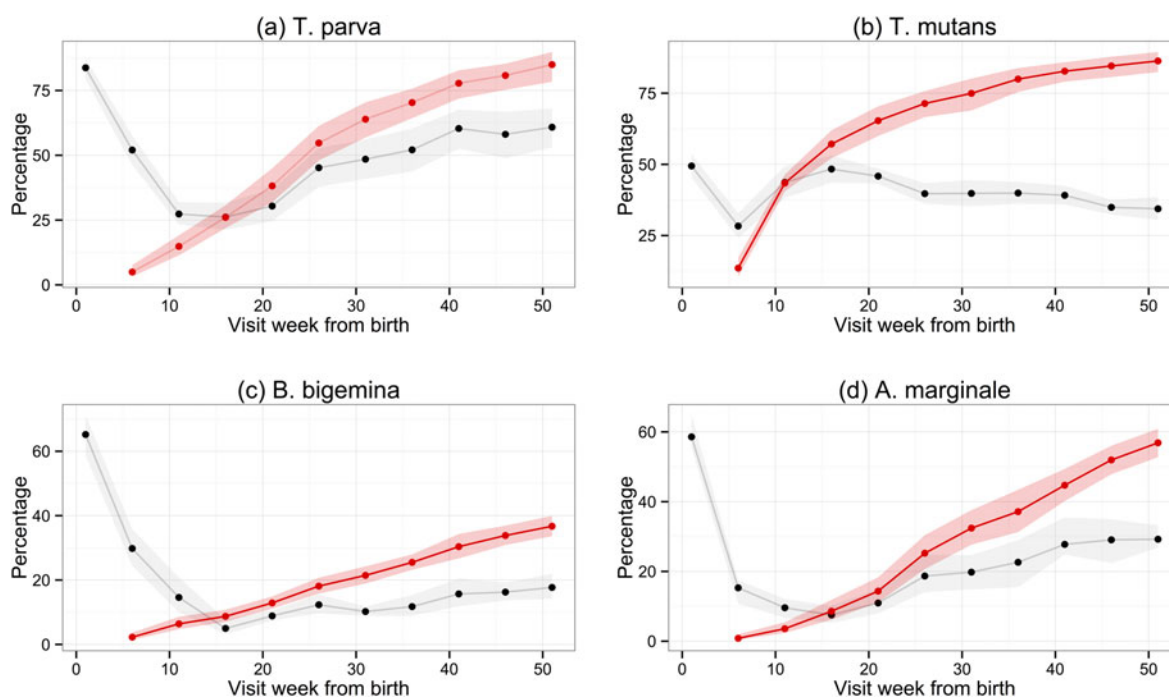 (a) T. parva
Percentage
75
50
25
0
0 10 20 30 40 50
Visit week from birth
(b) T. mutans
Percentage
75
50
25
0 10 20 30 40 50
Visit week from birth
(c) B. bigemina
Percentage
60
40
20
0
0 10 20 30 40 50
Visit week from birth
(d) A. marginale
Percentage
60
40
20
0
0 10 20 30 40 50
Visit week from birth